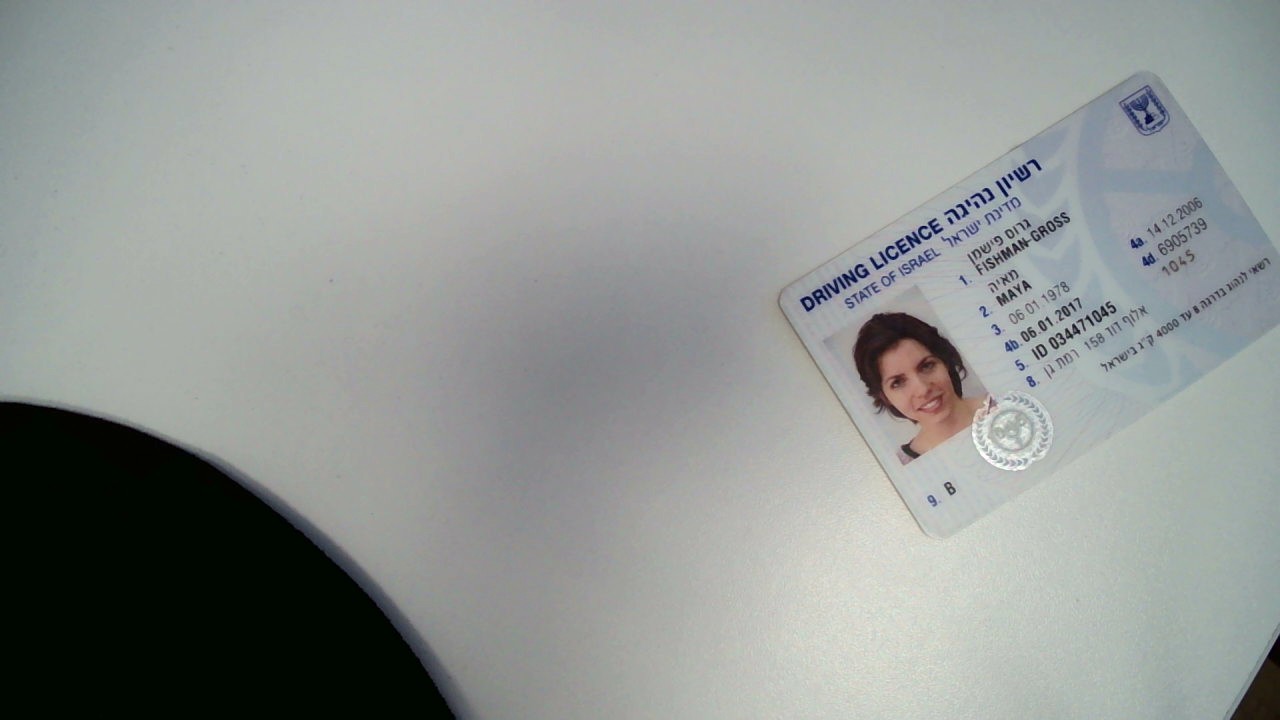 DRIVING LICENCE רשיון נהיגה
STATE OF ISRAEL מדינת ישראל
גרוס פישמן
1. FISHMAN-GROSS
מאיה
2. MAYA
3. 06.01.1978
4a. 14.12.2006
4b. 06.01.2017
4d. 6905739
5. ID 034471045
1045
8. אלוף דוד 158 רמת גן
רשאי לנהוג בדרגה B עד 4000 ק"ג בישראל
9. B